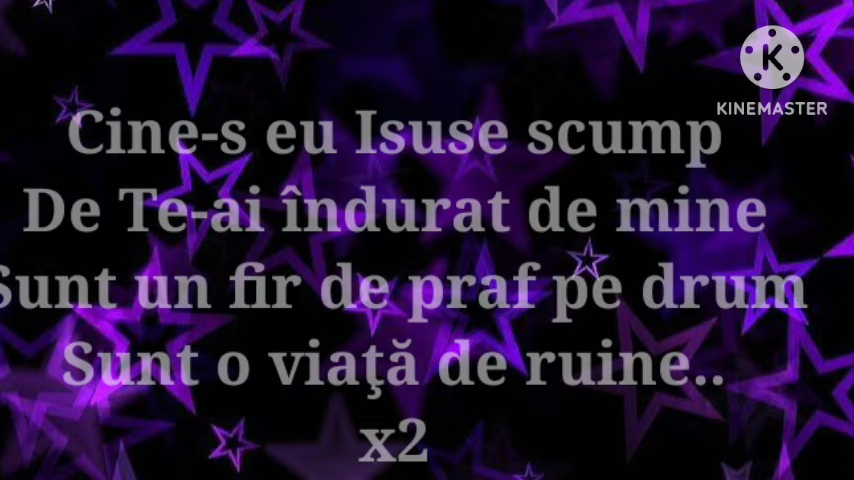 KINEMASTER
Cine-s eu Isuse scump
De Te-ai îndurat de mine
Sunt un fir de praf pe drum
Sunt o viaţă de ruine..
x2